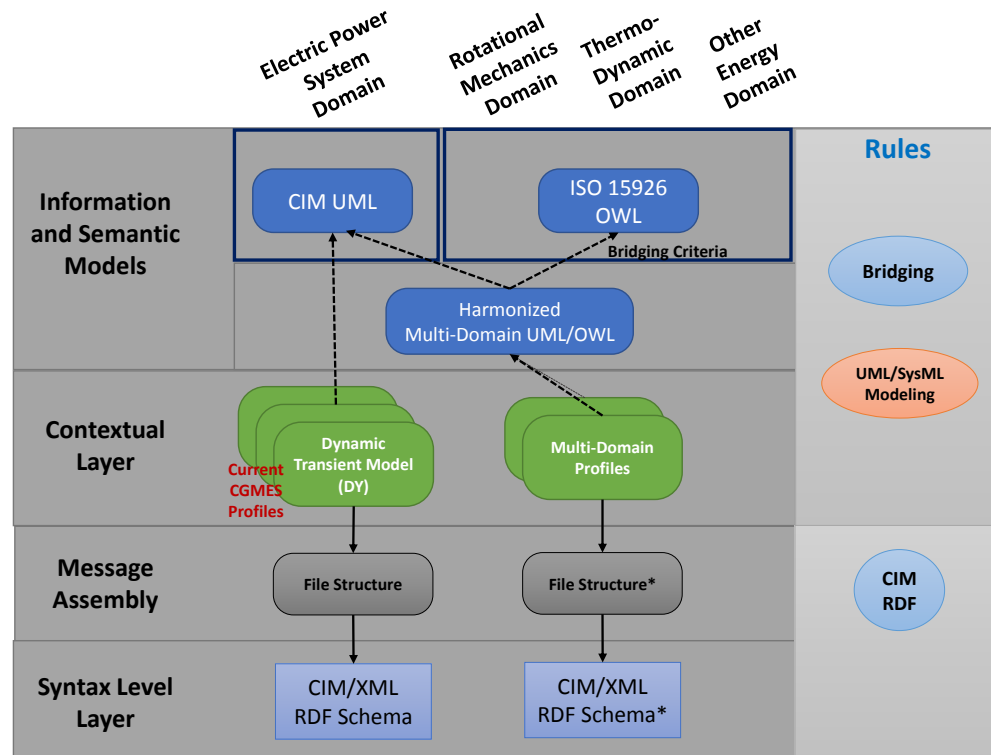 Electric Power
System
Domain
Rotational
Mechanics
Domain
Thermo-
Dynamic
Domain
Other
Energy
Domain
Information
and Semantic
Models
CIM UML
ISO 15926
OWL
Bridging Criteria
Harmonized
Multi-Domain UML/OWL
Rules
Bridging
UML/SysML
Modeling
Contextual
Layer
Dynamic
Transient Model
(DY)
Current
CGMES
Profiles
Multi-Domain
Profiles
Message
Assembly
File Structure
File Structure*
CIM
RDF
Syntax Level
Layer
CIM/XML
RDF Schema
CIM/XML
RDF Schema*